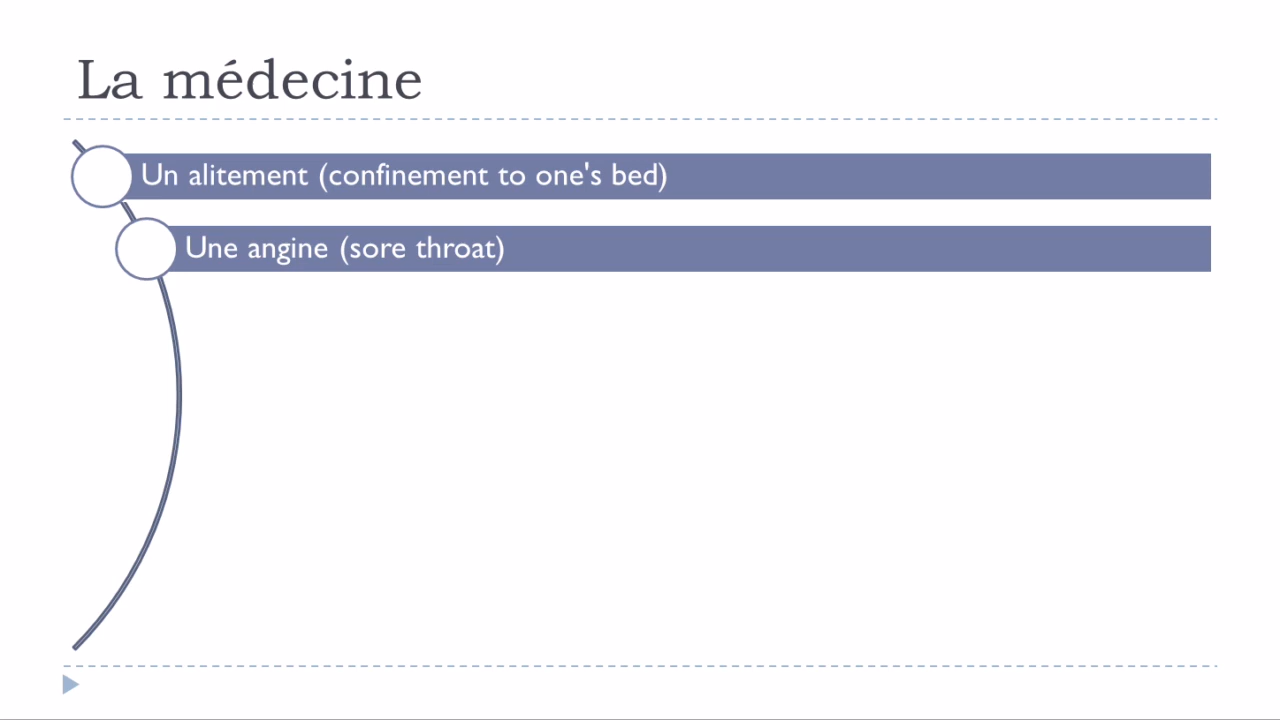 La médecine
Un alitement (confinement to one's bed)
Une angine (sore throat)